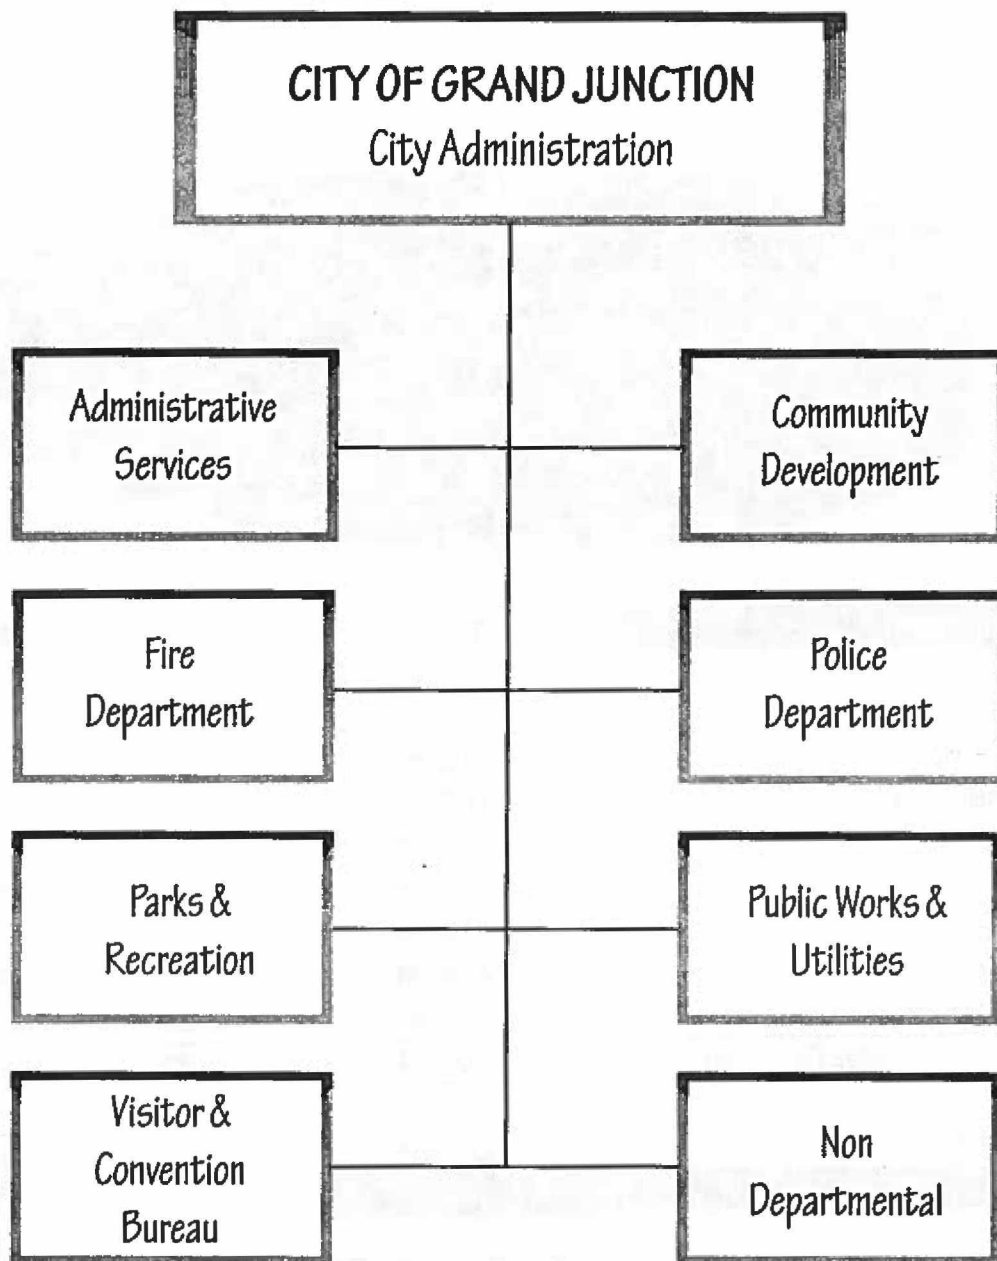 CITY OF GRAND JUNCTION
City Administration
Administrative
Services
Community
Development
Fire
Department
Police
Department
Parks &
Recreation
Public Works &
Utilities
Visitor &
Convention
Bureau
Non
Departmental